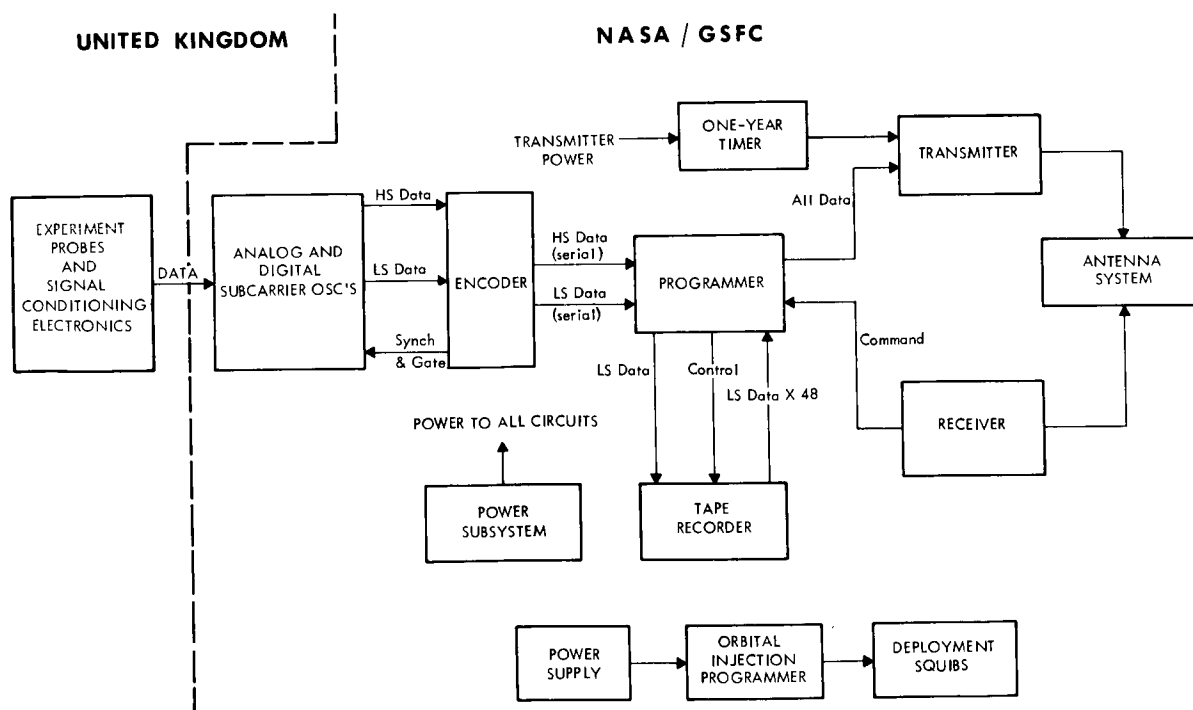 UNITED KINGDOM
NASA / GSFC
TRANSMITTER
POWER
ONE-YEAR
TIMER
TRANSMITTER
All Data
EXPERIMENT
PROBES
AND
SIGNAL
CONDITIONING
ELECTRONICS
DATA
ANALOG AND
DIGITAL
SUBCARRIER OSC'S
HS Data
LS Data
Synch
& Gate
ENCODER
HS Data
(serial)
LS Data
(serial)
PROGRAMMER
ANTENNA
SYSTEM
Command
LS Data
Control
LS Data X 48
RECEIVER
POWER TO ALL CIRCUITS
POWER
SUBSYSTEM
TAPE
RECORDER
POWER
SUPPLY
ORBITAL
INJECTION
PROGRAMMER
DEPLOYMENT
SQUIBS